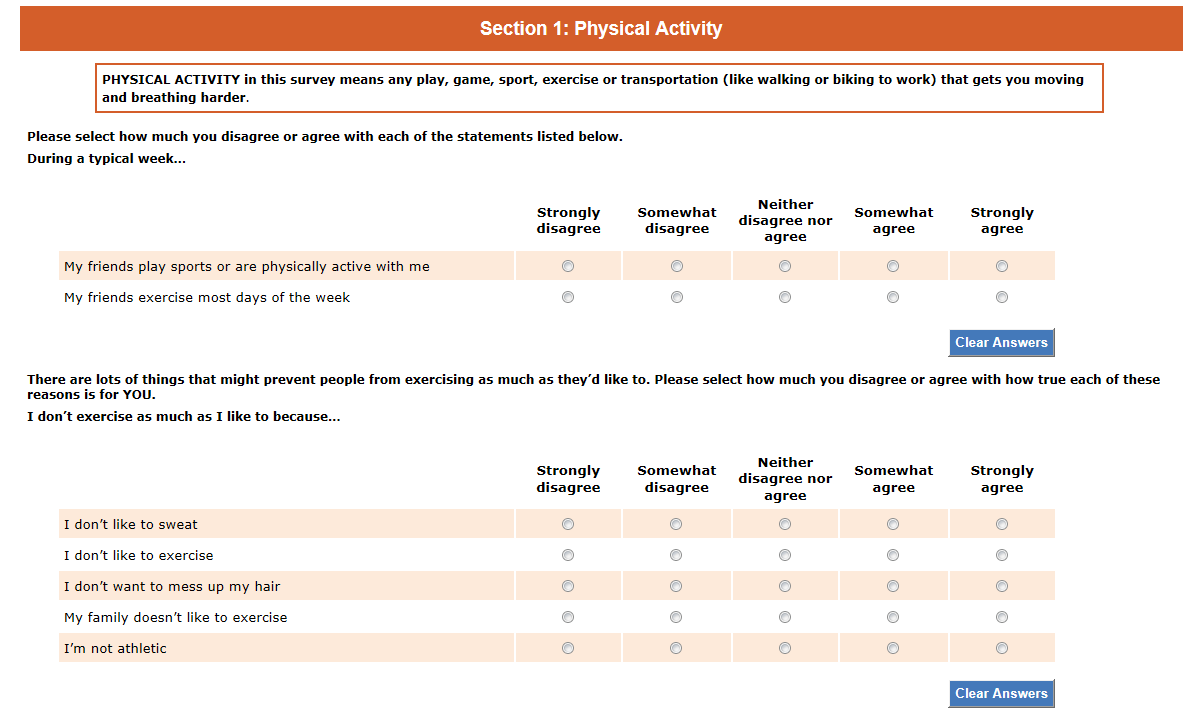 Section 1: Physical Activity
PHYSICAL ACTIVITY in this survey means any play, game, sport, exercise or transportation (like walking or biking to work) that gets you moving
and breathing harder.
Please select how much you disagree or agree with each of the statements listed below.
During a typical week...
Strongly disagree Somewhat disagree Neither disagree nor agree Somewhat agree Strongly agree
My friends play sports or are physically active with me
My friends exercise most days of the week
Clear Answers
There are lots of things that might prevent people from exercising as much as they’d like to. Please select how much you disagree or agree with how true each of these
reasons is for YOU.
I don’t exercise as much as I like to because...
Strongly disagree Somewhat disagree Neither disagree nor agree Somewhat agree Strongly agree
I don’t like to sweat
I don’t like to exercise
I don’t want to mess up my hair
My family doesn’t like to exercise
I’m not athletic
Clear Answers